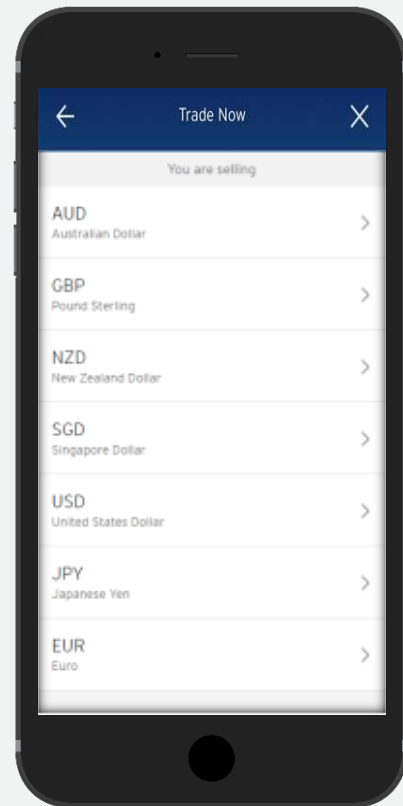 Trade Now
You are selling
AUD
Australian Dollar
GBP
Pound Sterling
NZD
New Zealand Dollar
SGD
Singapore Dollar
USD
United States Dollar
JPY
Japanese Yen
EUR
Euro